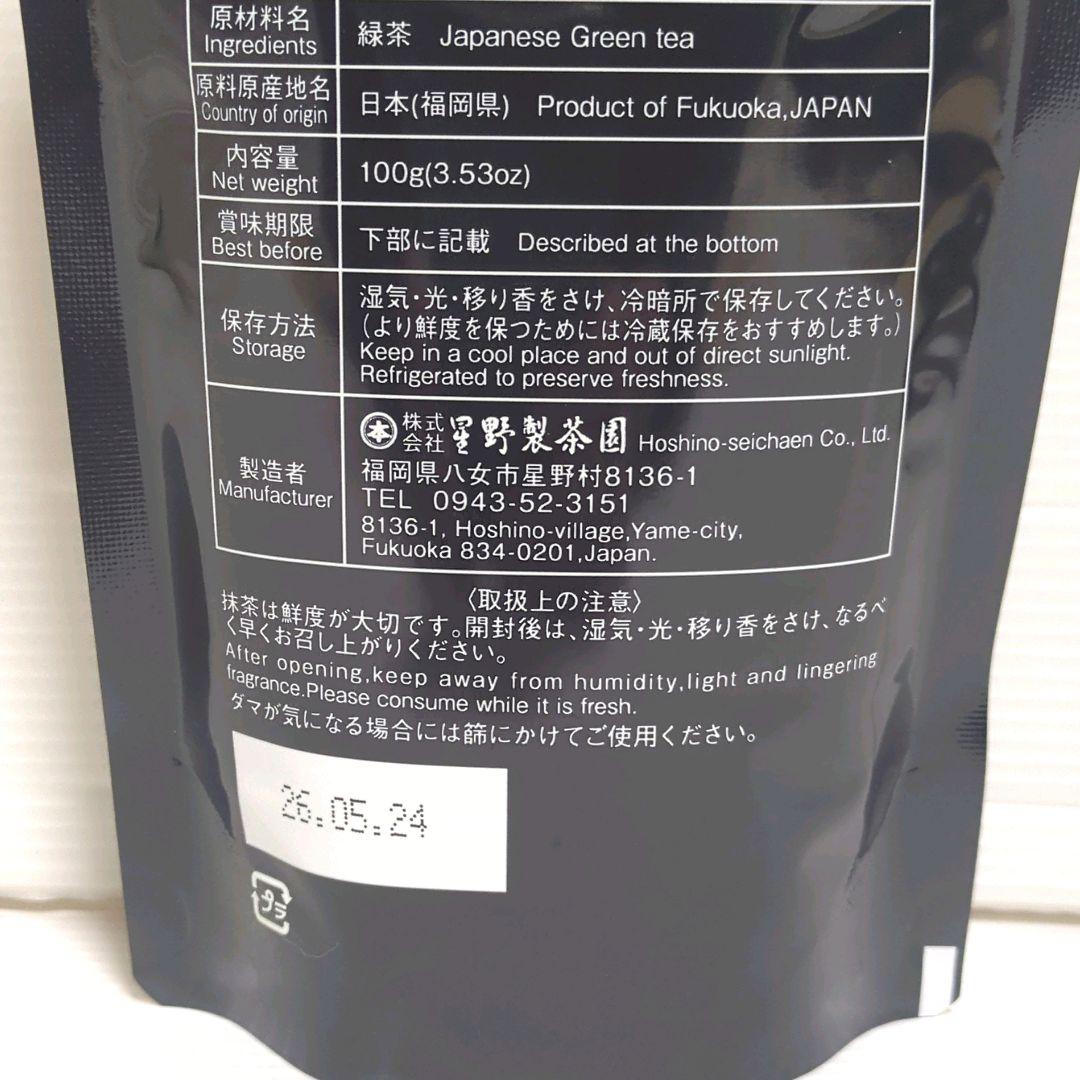 原材料名
Ingredients
緑茶　Japanese Green tea
原料原産地名
Country of origin
日本(福岡県)　Product of Fukuoka,JAPAN
内容量
Net weight
100g(3.53oz)
賞味期限
Best before
下部に記載　Described at the bottom
保存方法
Storage
湿気・光・移り香をさけ、冷暗所で保存してください。
(より鮮度を保つためには冷蔵保存をおすすめします。)
Keep in a cool place and out of direct sunlight.
Refrigerated to preserve freshness.
製造者
Manufacturer
本 株式会社 星野製茶園 Hoshino-seichaen Co., Ltd.
福岡県八女市星野村8136-1
TEL 0943-52-3151
8136-1, Hoshino-village,Yame-city,
Fukuoka 834-0201,Japan.
〈取扱上の注意〉
抹茶は鮮度が大切です。開封後は、湿気・光・移り香をさけ、なるべ
く早くお召し上がりください。
After opening,keep away from humidity,light and lingering
fragrance.Please consume while it is fresh.
ダマが気になる場合には篩にかけてご使用ください。
26.05.24
プラ